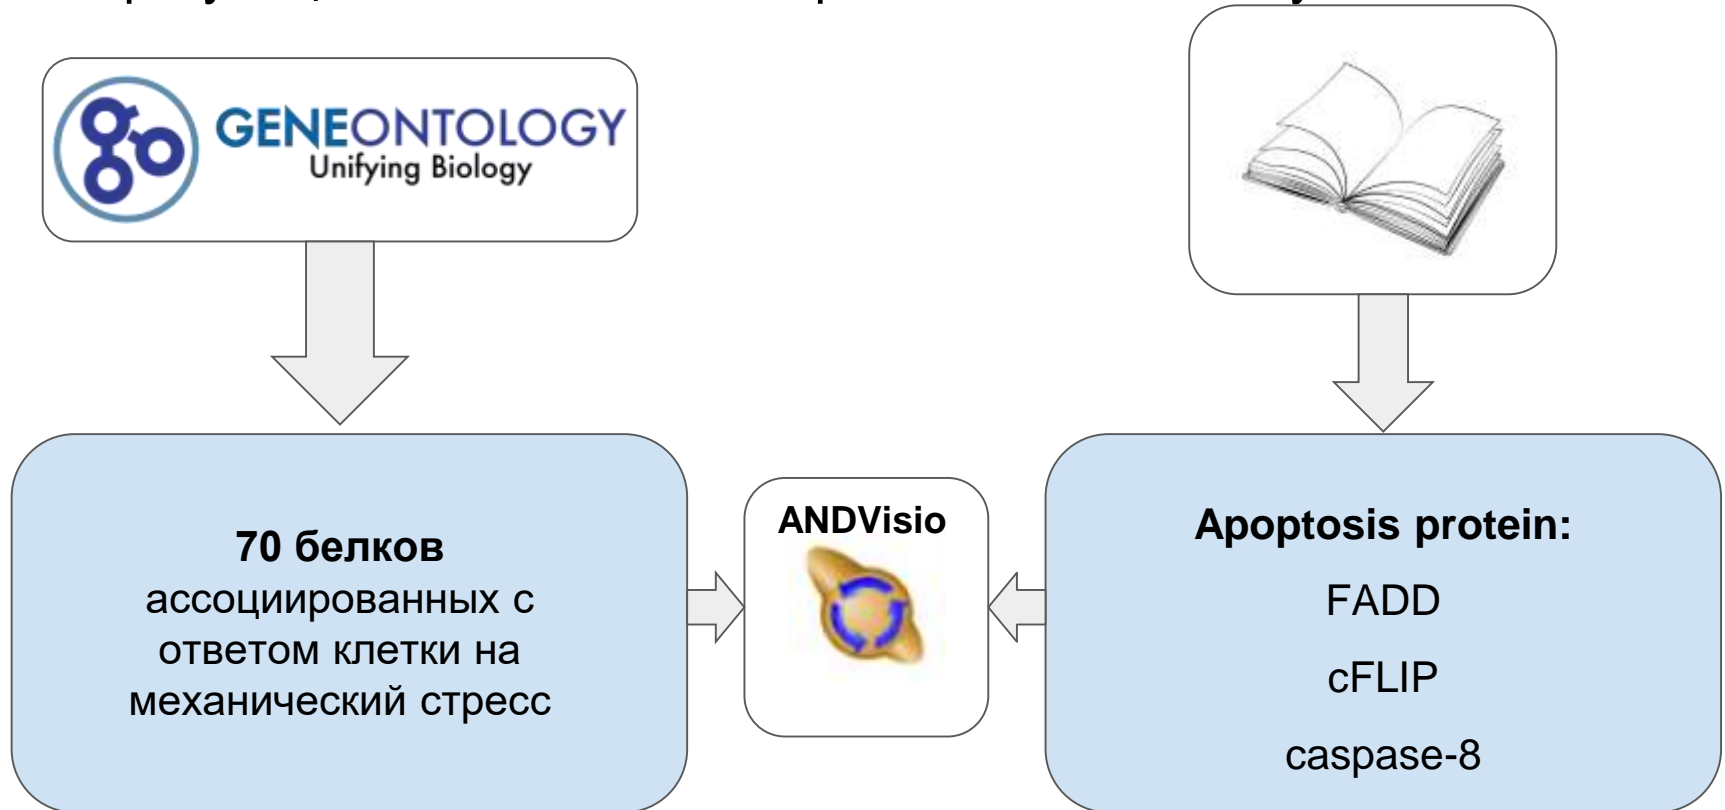 GENEONTOLOGY
Unifying Biology
70 белков
ассоциированных с
ответом клетки на
механический стресс
ANDVisio
Apoptosis protein:
FADD
cFLIP
caspase-8